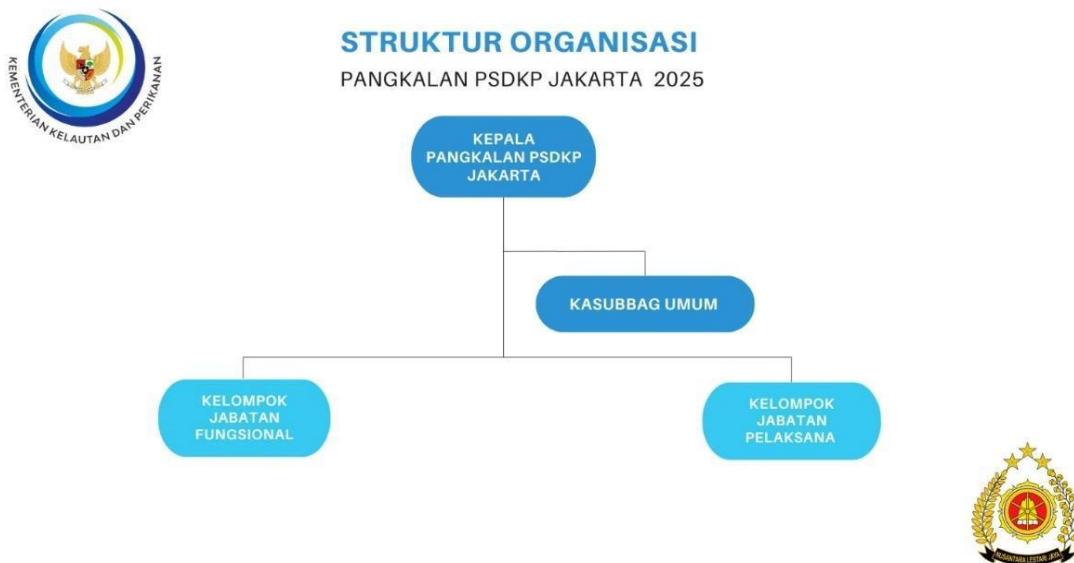 KEMENTERIAN KELAUTAN DAN PERIKANAN
STRUKTUR ORGANISASI
PANGKALAN PSDKP JAKARTA 2025
KEPALA
PANGKALAN PSDKP
JAKARTA
KASUBBAG UMUM
KELOMPOK
JABATAN
FUNGSIONAL
KELOMPOK
JABATAN
PELAKSANA
NUSANTARA LESTARI JAYA